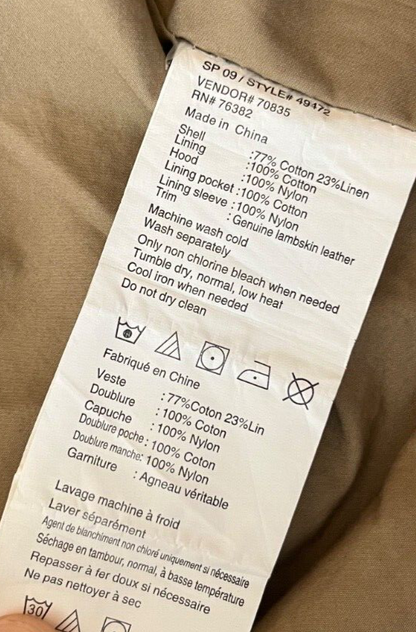 SP 09 / STYLE# 49472
VENDOR# 70835
RN# 76382
Made in China
Shell :77% Cotton 23%Linen
Lining :100% Cotton
Hood :100% Nylon
Lining pocket :100% Cotton
Lining sleeve :100% Nylon
Trim : Genuine lambskin leather
Machine wash cold
Wash separately
Only non chlorine bleach when needed
Tumble dry, normal, low heat
Cool iron when needed
Do not dry clean
Fabriqué en Chine
Veste :77%Coton 23%Lin
Doublure : 100% Coton
Capuche : 100% Nylon
Doublure poche : 100% Coton
Doublure manche: 100% Nylon
Garniture : Agneau véritable
Lavage machine à froid
Laver séparément
Agent de blanchiment non chloré uniquement si nécessaire
Séchage en tambour, normal, à basse température
Repasser à fer doux si nécessaire
Ne pas nettoyer à sec
30